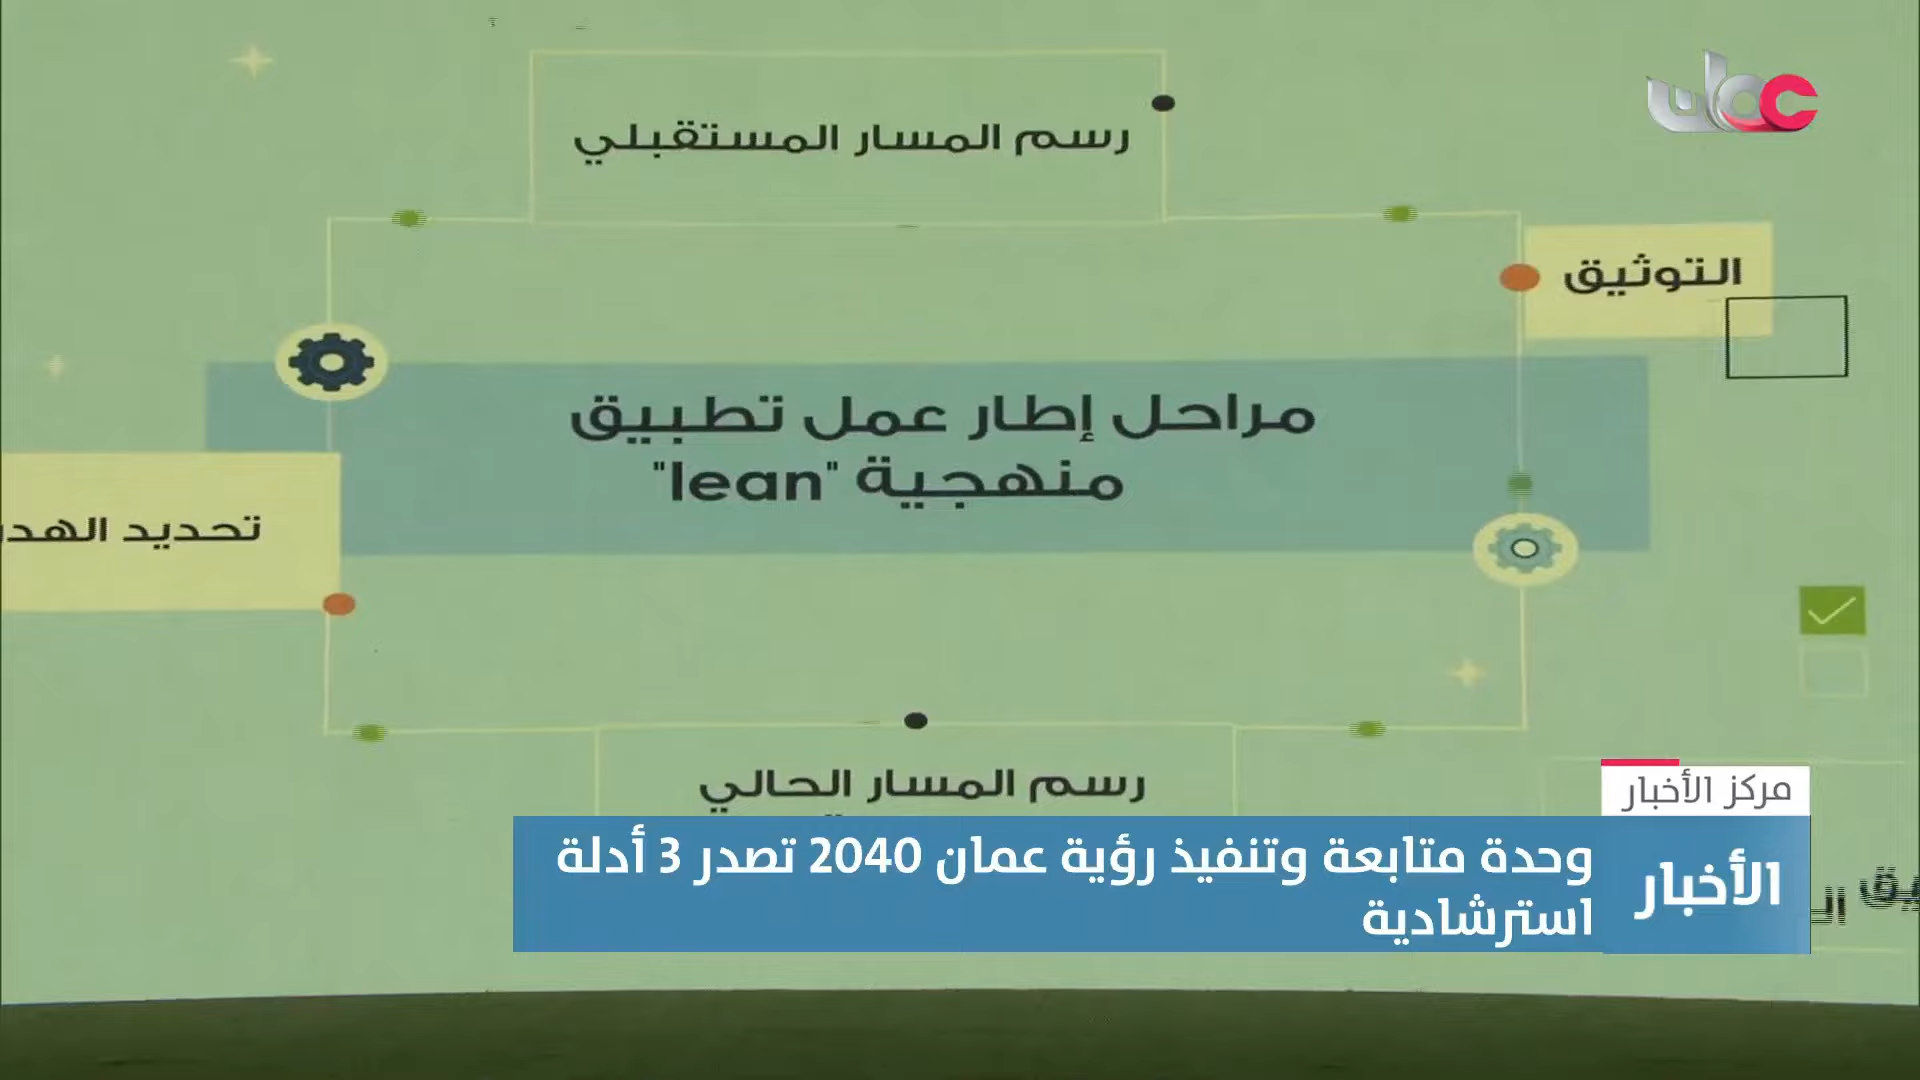 عمان
رسم المسار المستقبلي
التوثيق
مراحل إطار عمل تطبيق
منهجية "lean"
تحديد
رسم المسار الحالي
مركز الأخبار
الأخبار
وحدة متابعة وتنفيذ رؤية عمان 2040 تصدر 3 أدلة
استرشادية